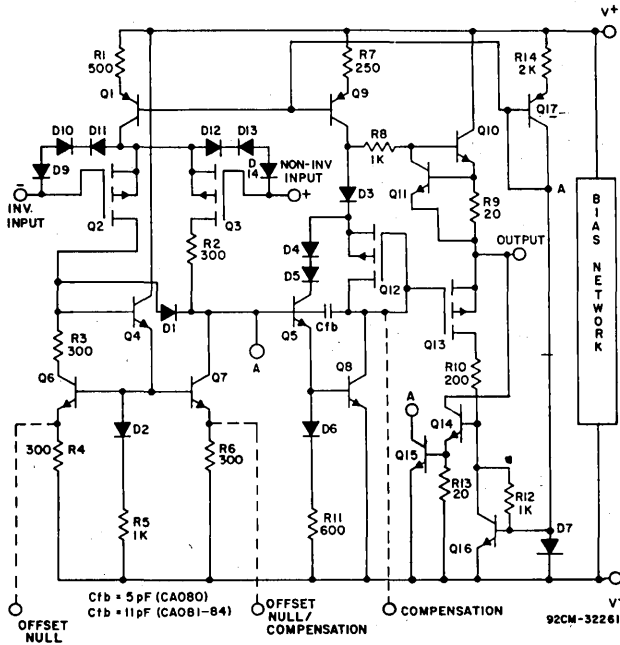 V+
R1
500
R7
250
R14
2K
Q1
Q9
Q17
D10
D11
D12
D13
R8
1K
Q10
D9
D
14
NON-INV
INPUT
+
Q11
R9
20
A
−
INV.
INPUT
Q2
Q3
D3
OUTPUT
R2
300
D4
D5
Q12
Q13
BIAS NETWORK
Q4
D1
Q5
Cfb
R3
300
A
Q8
R10
200
Q6
Q7
A
Q14
300
R4
D2
R6
300
D6
Q15
R13
20
R12
1K
D7
R5
1K
R11
600
Q16
Cfb = 5pF (CA080)
Cfb = 11pF (CA081-84)
V-
OFFSET
NULL
OFFSET
NULL/
COMPENSATION
COMPENSATION
92CM-32261